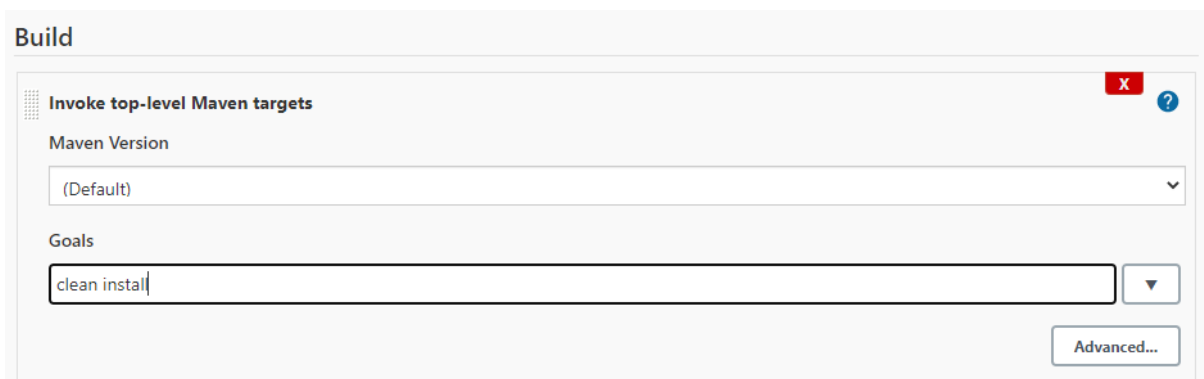 Build
Invoke top-level Maven targets
X
?
Maven Version
(Default)
Goals
clean install
▼
Advanced...